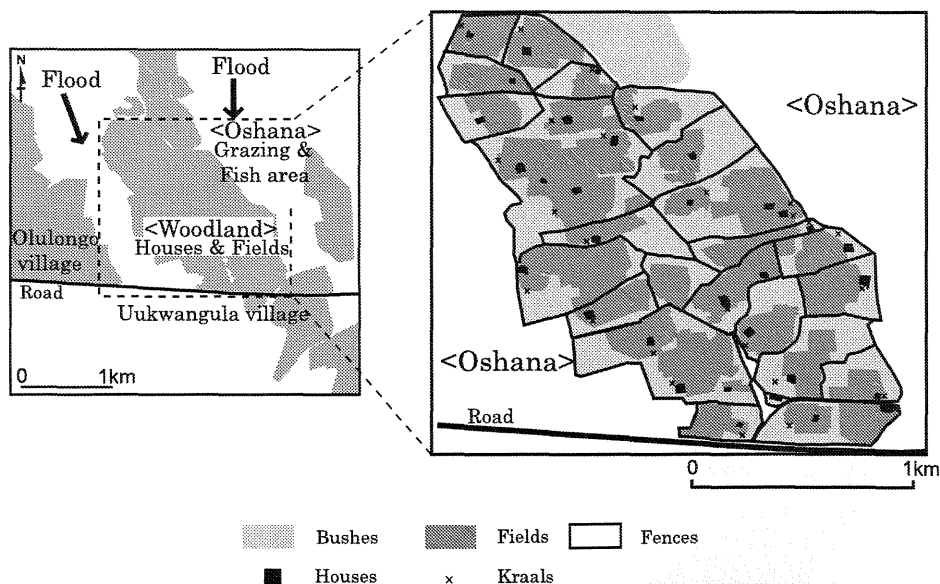 N
Flood
Flood
<Oshana>
Grazing &
Fish area
<Woodland>
Houses & Fields
Olulongo
village
Road
Uukwangula village
0 1km
<Oshana>
<Oshana>
Road
0 1km
Bushes
Fields
Fences
Houses
× Kraals